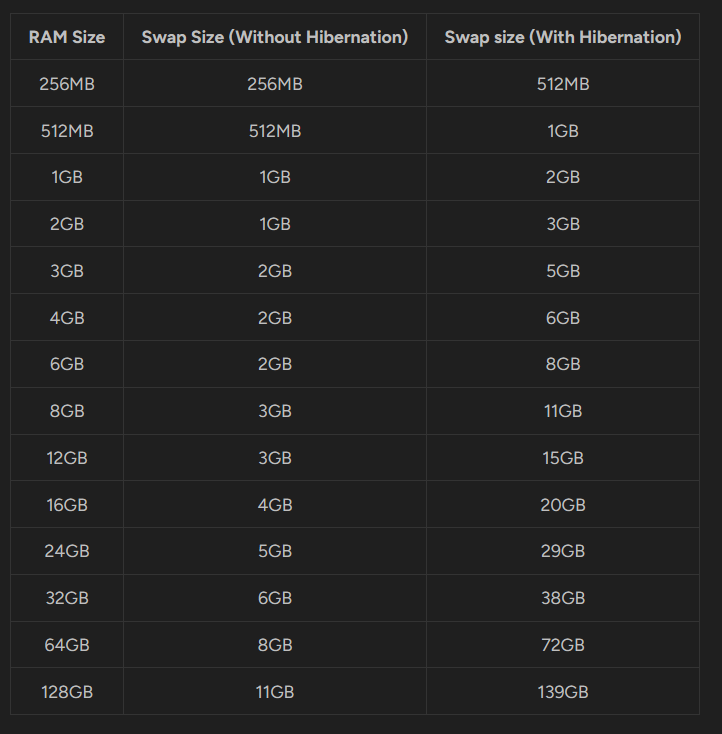 RAM Size Swap Size (Without Hibernation) Swap size (With Hibernation)
256MB 256MB 512MB
512MB 512MB 1GB
1GB 1GB 2GB
2GB 1GB 3GB
3GB 2GB 5GB
4GB 2GB 6GB
6GB 2GB 8GB
8GB 3GB 11GB
12GB 3GB 15GB
16GB 4GB 20GB
24GB 5GB 29GB
32GB 6GB 38GB
64GB 8GB 72GB
128GB 11GB 139GB